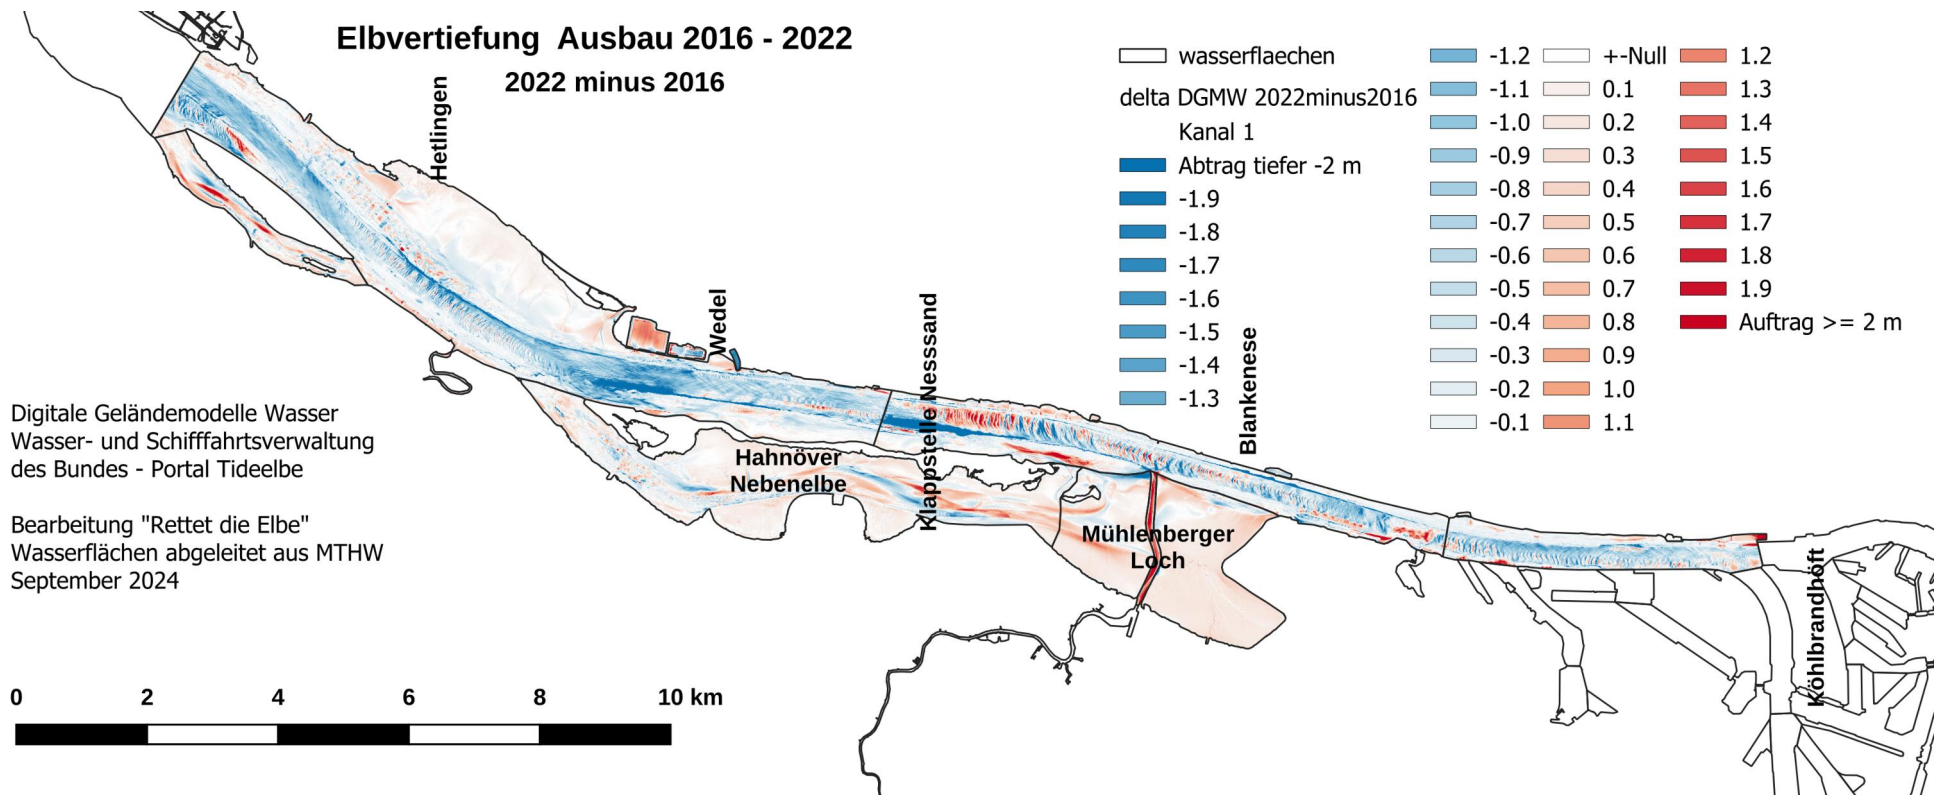 Elbvertiefung Ausbau 2016 - 2022
2022 minus 2016
Hetlingen
Wedel
Klappstelle Nesssand
Blankenese
Hahnöver
Nebenelbe
Mühlenberger
Loch
Köhlbrandhöft
wasserflaechen
delta DGMW 2022minus2016
Kanal 1
Abtrag tiefer -2 m
-1.9
-1.8
-1.7
-1.6
-1.5
-1.4
-1.3
-1.2
-1.1
-1.0
-0.9
-0.8
-0.7
-0.6
-0.5
-0.4
-0.3
-0.2
-0.1
+-Null
0.1
0.2
0.3
0.4
0.5
0.6
0.7
0.8
0.9
1.0
1.1
1.2
1.3
1.4
1.5
1.6
1.7
1.8
1.9
Auftrag >= 2 m
Digitale Geländemodelle Wasser
Wasser- und Schifffahrtsverwaltung
des Bundes - Portal Tideelbe
Bearbeitung "Rettet die Elbe"
Wasserflächen abgeleitet aus MTHW
September 2024
0 2 4 6 8 10 km